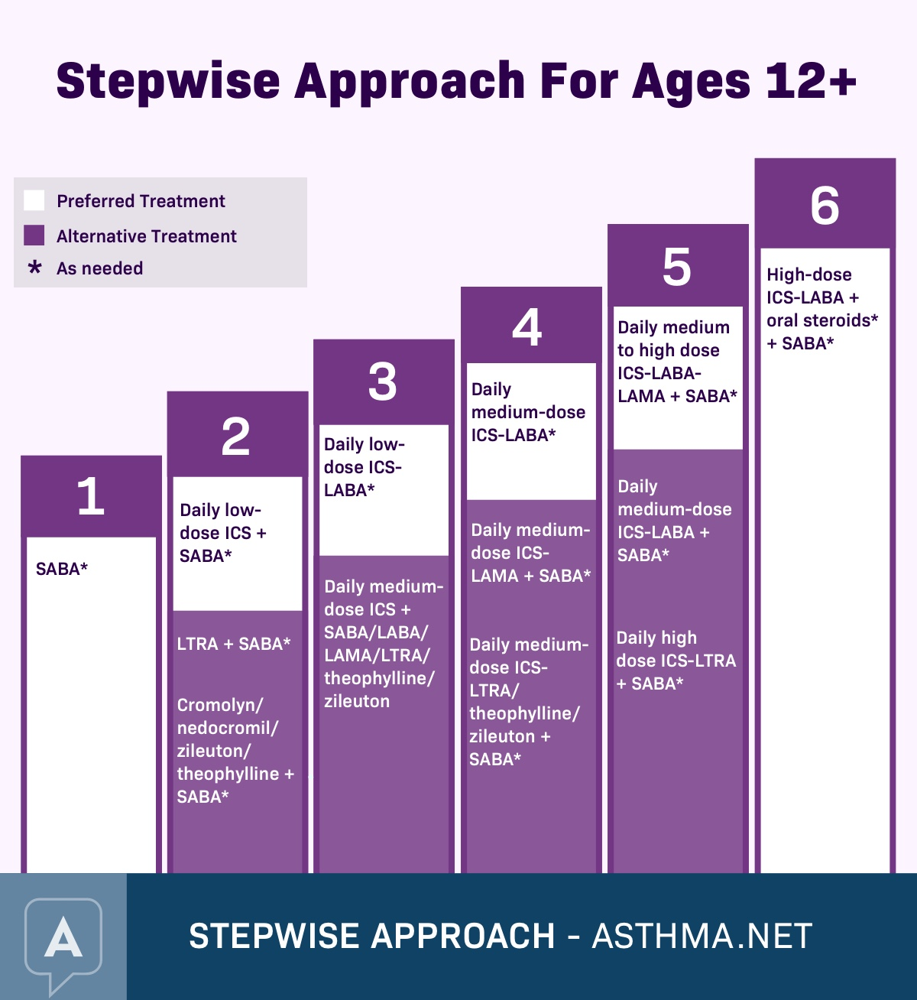 Stepwise Approach For Ages 12+
Preferred Treatment
Alternative Treatment
* As needed
1
SABA*
2
Daily low-
dose ICS +
SABA*
LTRA + SABA*
Cromolyn/
nedocromil/
zileuton/
theophylline +
SABA*
3
Daily low-
dose ICS-
LABA*
Daily medium-
dose ICS +
SABA/LABA/
LAMA/LTRA/
theophylline/
zileuton
4
Daily
medium-dose
ICS-LABA*
Daily medium-
dose ICS-
LAMA + SABA*
Daily medium-
dose ICS-
LTRA/
theophylline/
zileuton +
SABA*
5
Daily medium
to high dose
ICS-LABA-
LAMA + SABA*
Daily
medium-dose
ICS-LABA +
SABA*
Daily high
dose ICS-LTRA
+ SABA*
6
High-dose
ICS-LABA +
oral steroids*
+ SABA*
A
STEPWISE APPROACH - ASTHMA.NET